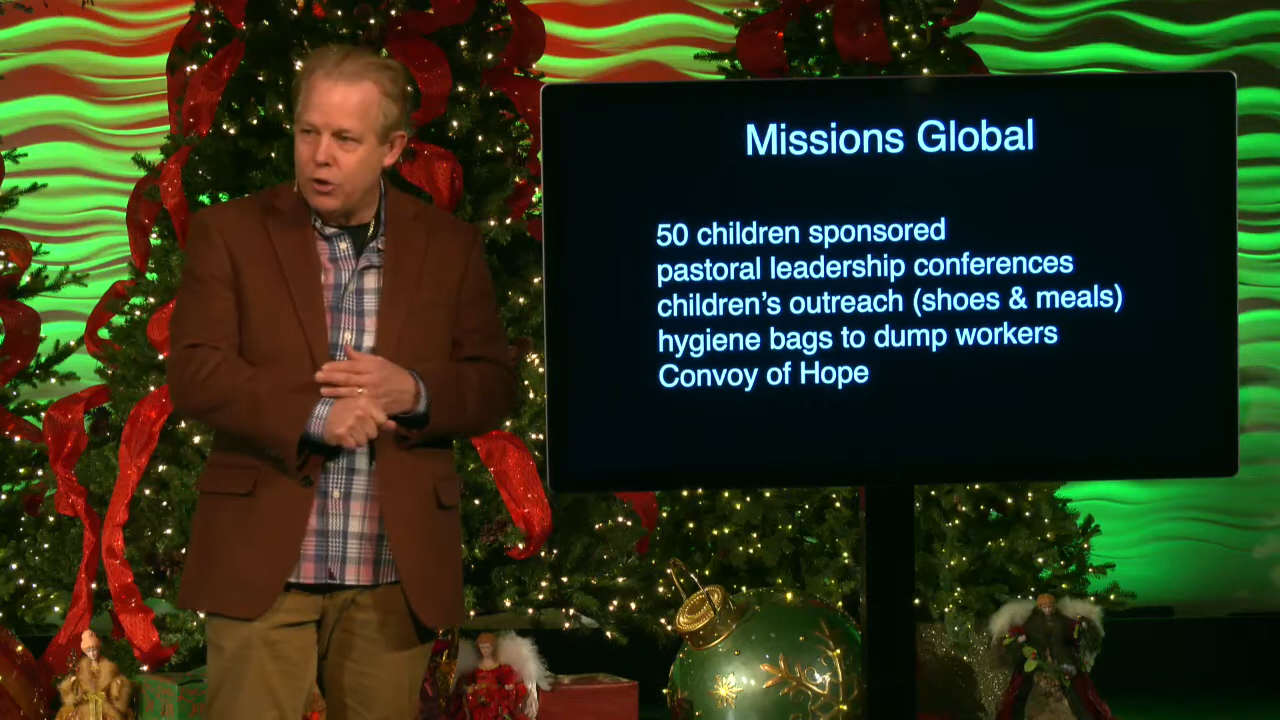 Missions Global
50 children sponsored
pastoral leadership conferences
children’s outreach (shoes & meals)
hygiene bags to dump workers
Convoy of Hope